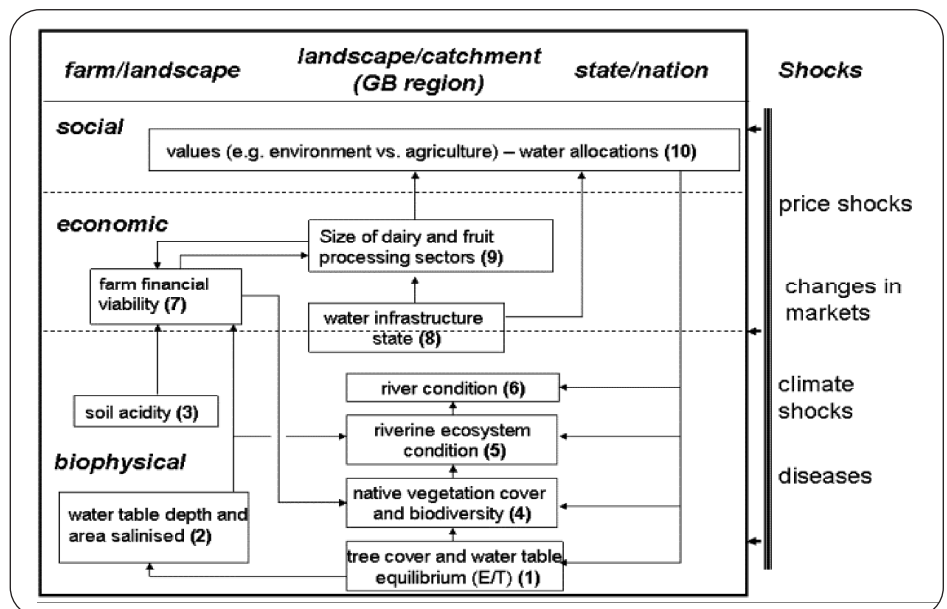 farm/landscape
landscape/catchment
(GB region)
state/nation
Shocks
social
values (e.g. environment vs. agriculture) – water allocations (10)
economic
Size of dairy and fruit
processing sectors (9)
farm financial
viability (7)
water infrastructure
state (8)
price shocks
changes in
markets
river condition (6)
climate
shocks
soil acidity (3)
riverine ecosystem
condition (5)
biophysical
diseases
native vegetation cover
and biodiversity (4)
water table depth and
area salinised (2)
tree cover and water table
equilibrium (E/T) (1)